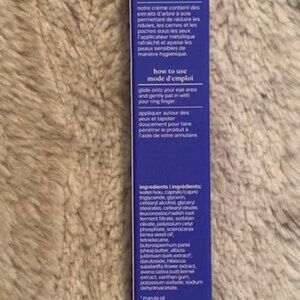 notre crème contient des
extraits d'arbre à soie
permettant de réduire les
ridules, les cernes et les
poches sous les yeux.
l'applicateur métallique
rafraîchit et apaise les
peaux sensibles de
manière hygiénique.
how to use
mode d'emploi
glide onto your eye area
and gently pat in with
your ring finger.
appliquer autour des
yeux et tapoter
doucement pour faire
pénétrer le produit à
l'aide de votre annulaire.
ingredients | ingrédients:
water/eau, caprylic/capric
triglyceride, glycerin,
cetearyl alcohol, glyceryl
stearates, cetearyl olivate,
leuconostoc/radish root
ferment filtrate, sorbitan
olivate, potassium cetyl
phosphate, sclerocarya
birrea seed oil¹,
tetradecane,
butyrospermum parkii
(shea) butter, albizia
julibrissin bark extract²,
darutoside, hibiscus
sabdariffa flower extract,
avena sativa (oat) kernel
extract, xanthan gum,
potassium sorbate, sodium
dehydroacetate.
¹ marula oil